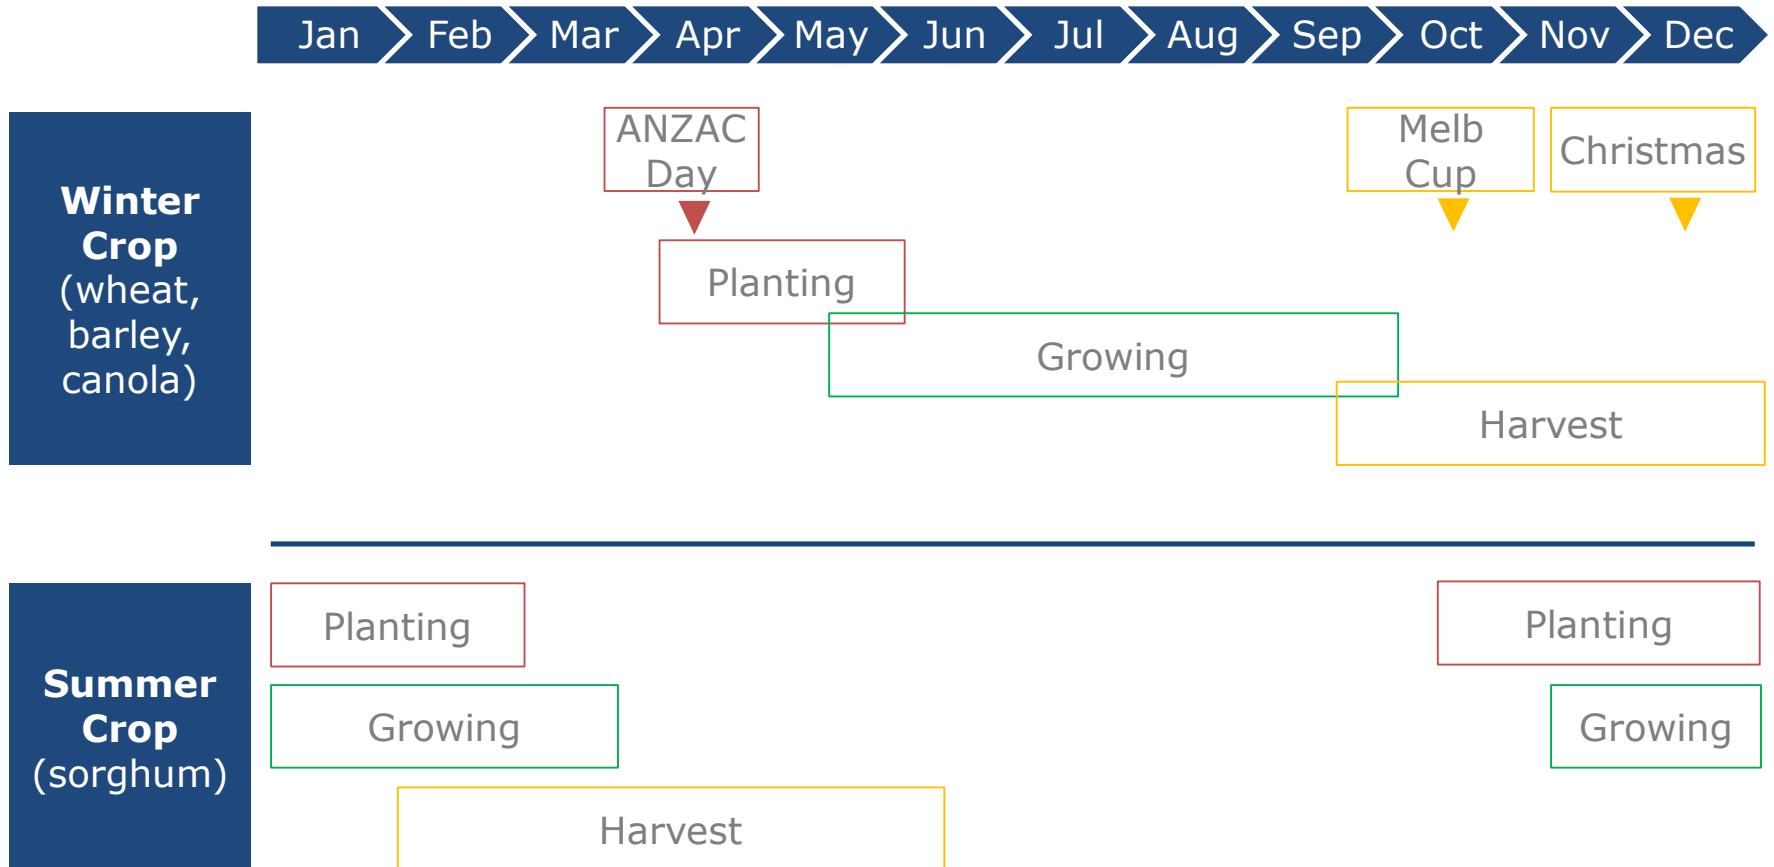 Jan Feb Mar Apr May Jun Jul Aug Sep Oct Nov Dec
Winter
Crop
(wheat,
barley,
canola)
ANZAC
Day
Melb
Cup
Christmas
Planting
Growing
Harvest
Summer
Crop
(sorghum)
Planting
Planting
Growing
Growing
Harvest